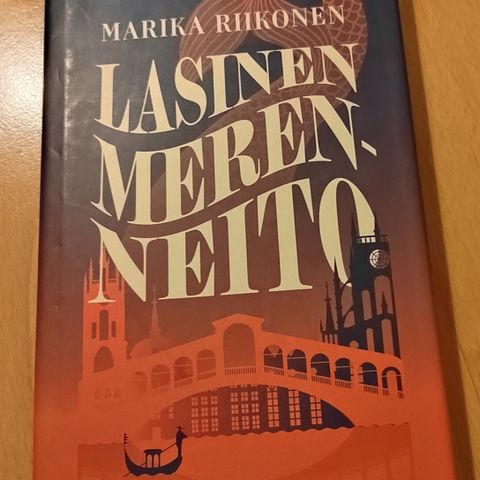 MARIKA RIIKONEN
LASINEN
MEREN-
NEITO